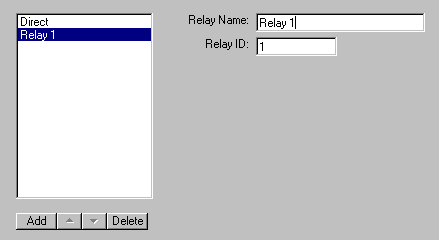 Direct
Relay 1
Relay Name: Relay 1
Relay ID: 1
Add Delete